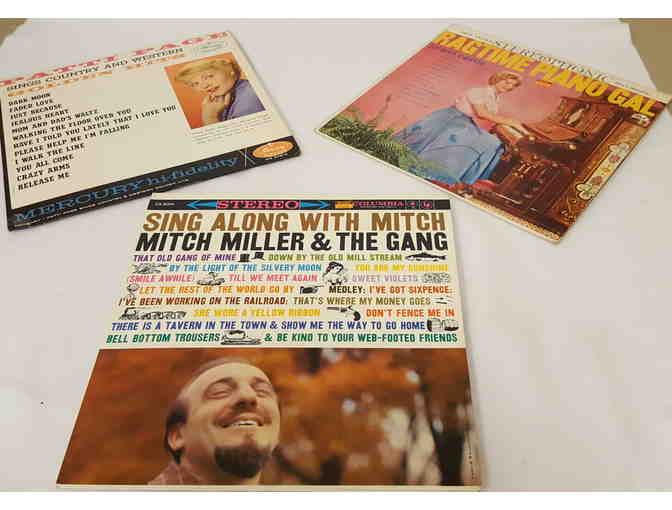 PATTI PAGE
SINGS COUNTRY AND WESTERN
GOLDEN HITS
DARK MOON
FADED LOVE
JUST BECAUSE
JEALOUS HEART
MOM AND DAD'S WALTZ
WALKING THE FLOOR OVER YOU
HAVE I TOLD YOU LATELY THAT I LOVE YOU
PLEASE HELP ME I'M FALLING
I WALK THE LINE
YOU ALL COME
CRAZY ARMS
RELEASE ME
MERCURY hi-fidelity
STEREOPHONIC
RAGTIME PIANO GAL
STEREO COLUMBIA
SING ALONG WITH MITCH
MITCH MILLER & THE GANG
THAT OLD GANG OF MINE DOWN BY THE OLD MILL STREAM
BY THE LIGHT OF THE SILVERY MOON YOU ARE MY SUNSHINE
(SMILE AWHILE) TILL WE MEET AGAIN SWEET VIOLETS
LET THE REST OF THE WORLD GO BY MEDLEY: I'VE GOT SIXPENCE;
I'VE BEEN WORKING ON THE RAILROAD; THAT'S WHERE MY MONEY GOES
SHE WORE A YELLOW RIBBON DON'T FENCE ME IN
THERE IS A TAVERN IN THE TOWN & SHOW ME THE WAY TO GO HOME
BELL BOTTOM TROUSERS & BE KIND TO YOUR WEB-FOOTED FRIENDS